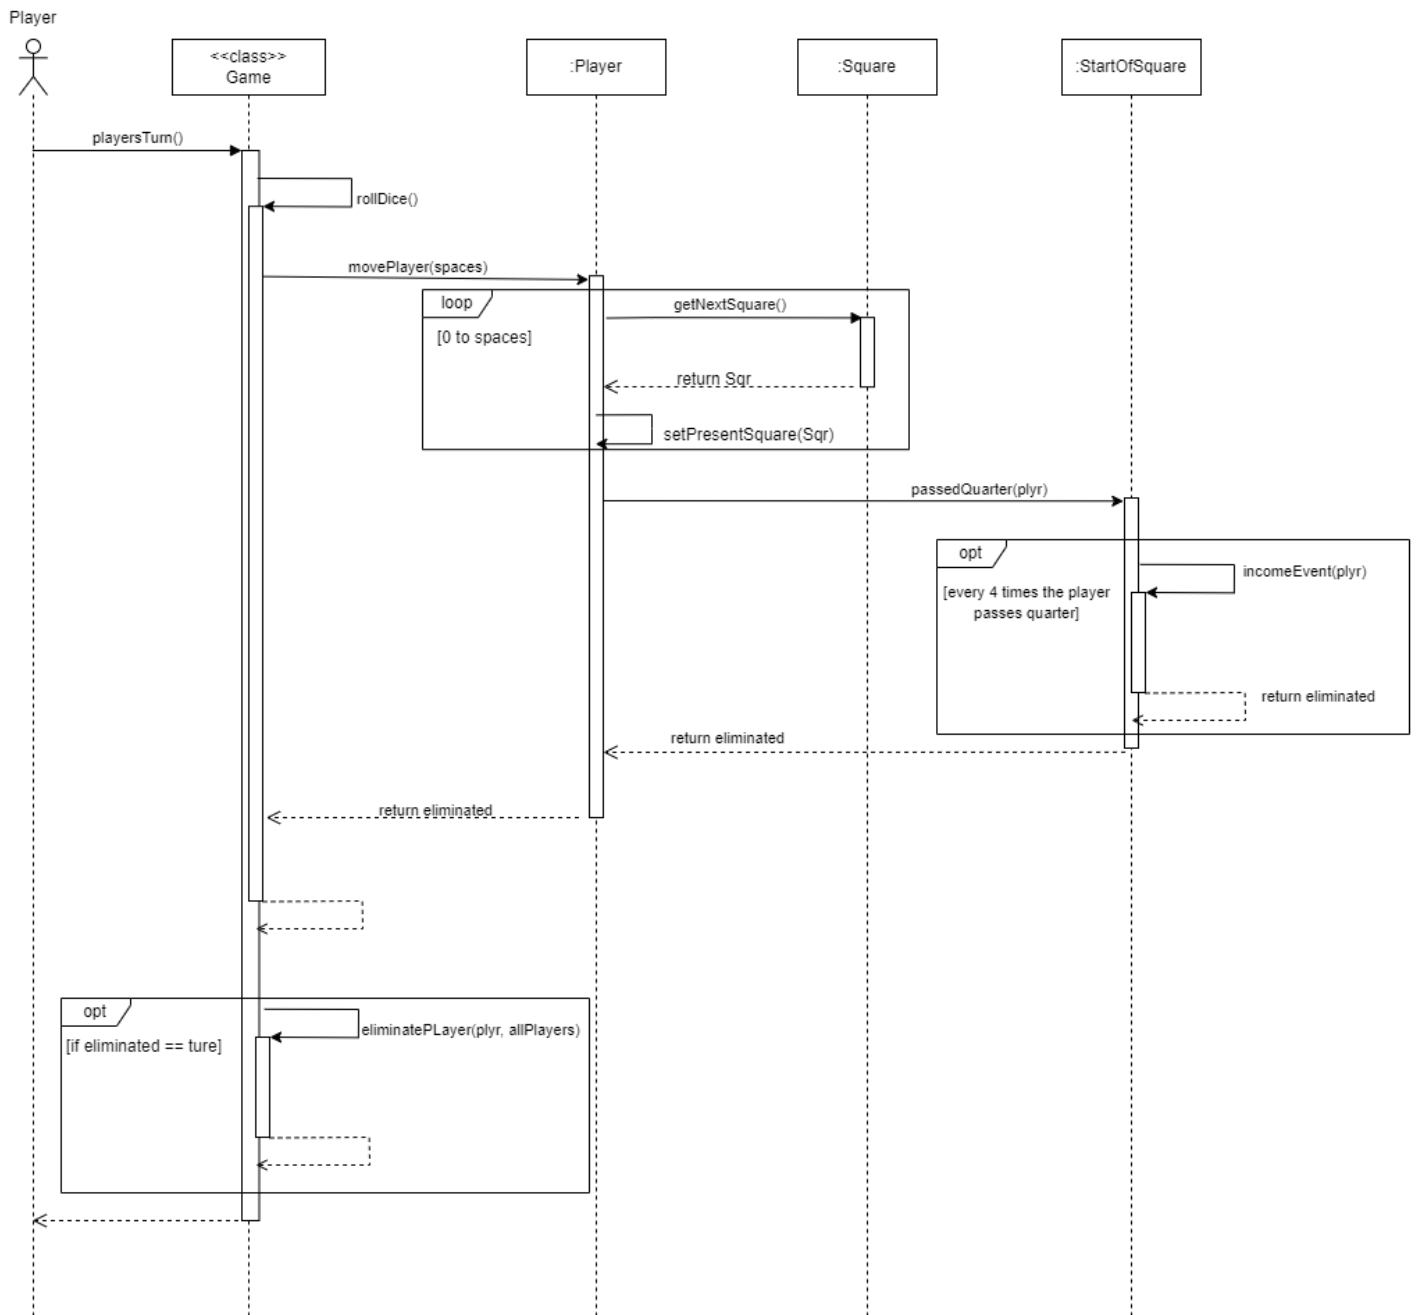 Player
<<class>>
Game
:Player
:Square
:StartOfSquare
playersTurn()
rollDice()
movePlayer(spaces)
loop
getNextSquare()
[0 to spaces]
return Sqr
setPresentSquare(Sqr)
passedQuarter(plyr)
opt
incomeEvent(plyr)
[every 4 times the player
passes quarter]
return eliminated
return eliminated
return eliminated
opt
eliminatePLayer(plyr, allPlayers)
[if eliminated == ture]